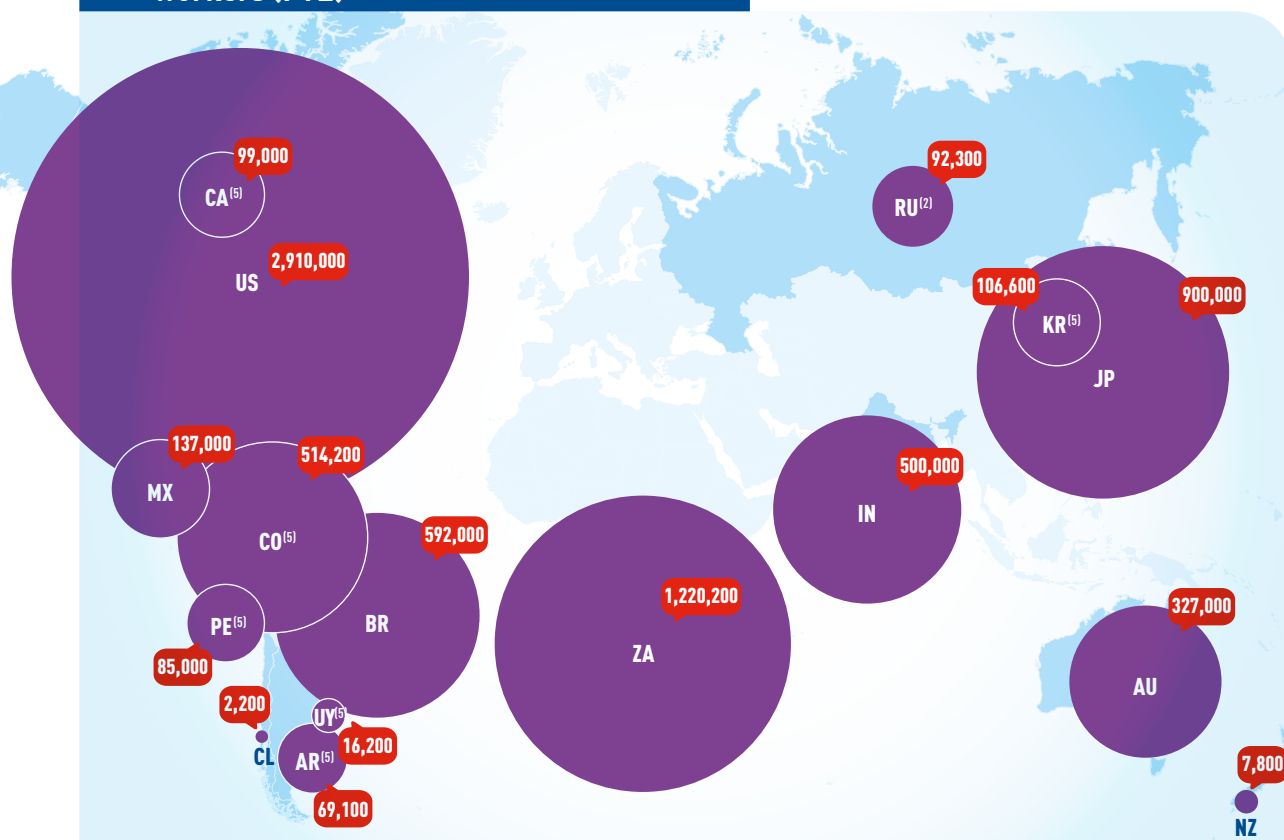 99,000
CA(5)
2,910,000
US
92,300
RU(2)
106,600
900,000
KR(5)
JP
137,000
514,200
MX
CO(5)
500,000
IN
592,000
BR
1,220,200
ZA
PE(5)
85,000
327,000
AU
2,200
CL
UY(5)
16,200
AR(5)
69,100
7,800
NZ